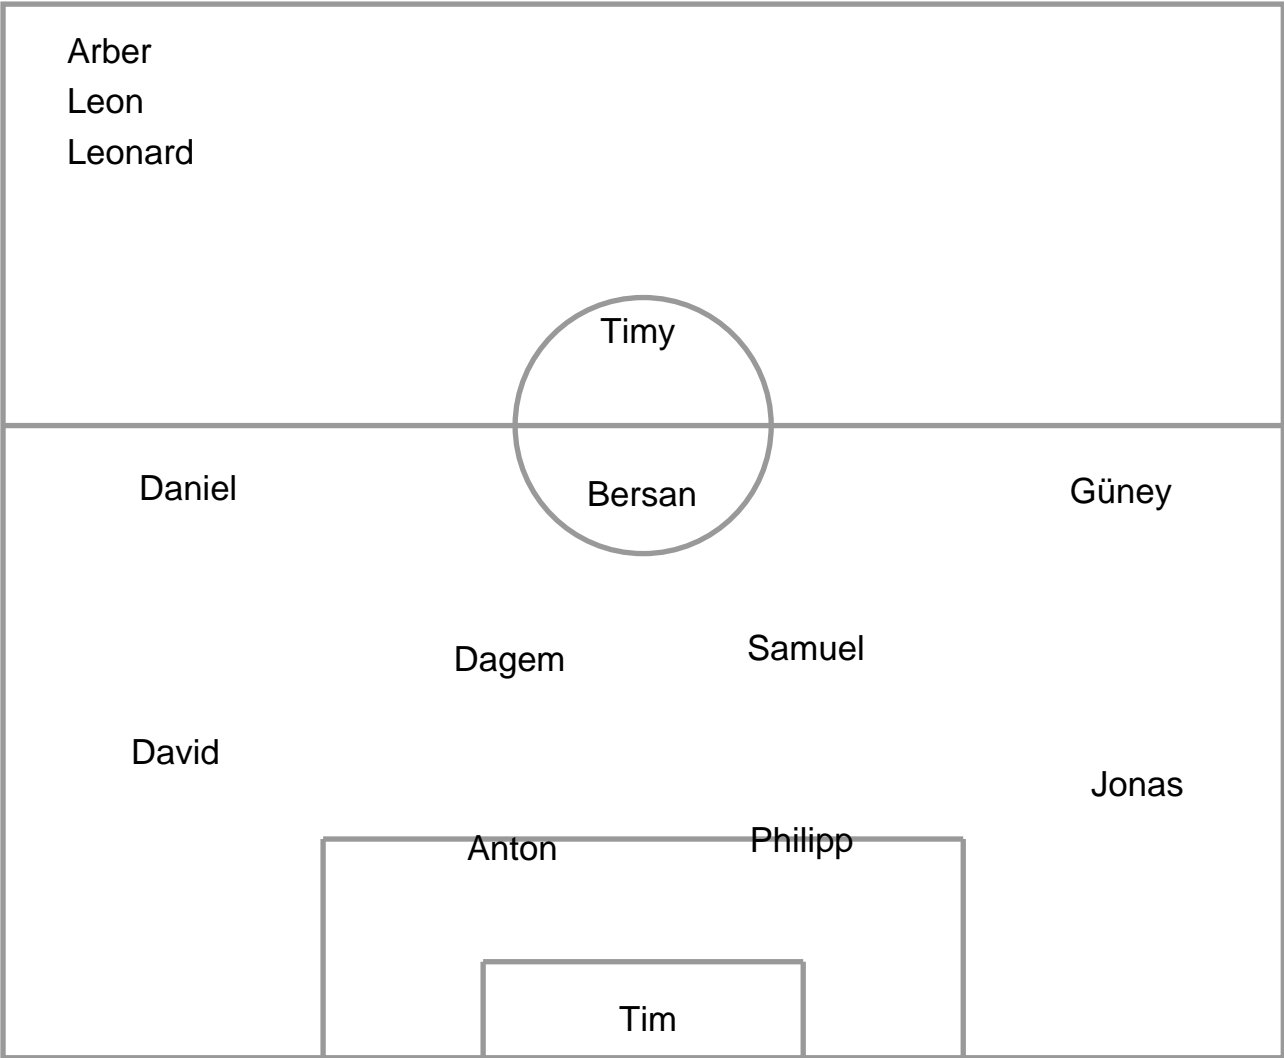 Arber
Leon
Leonard
Timy
Daniel
Bersan
Güney
Dagem
Samuel
David
Jonas
Anton
Philipp
Tim